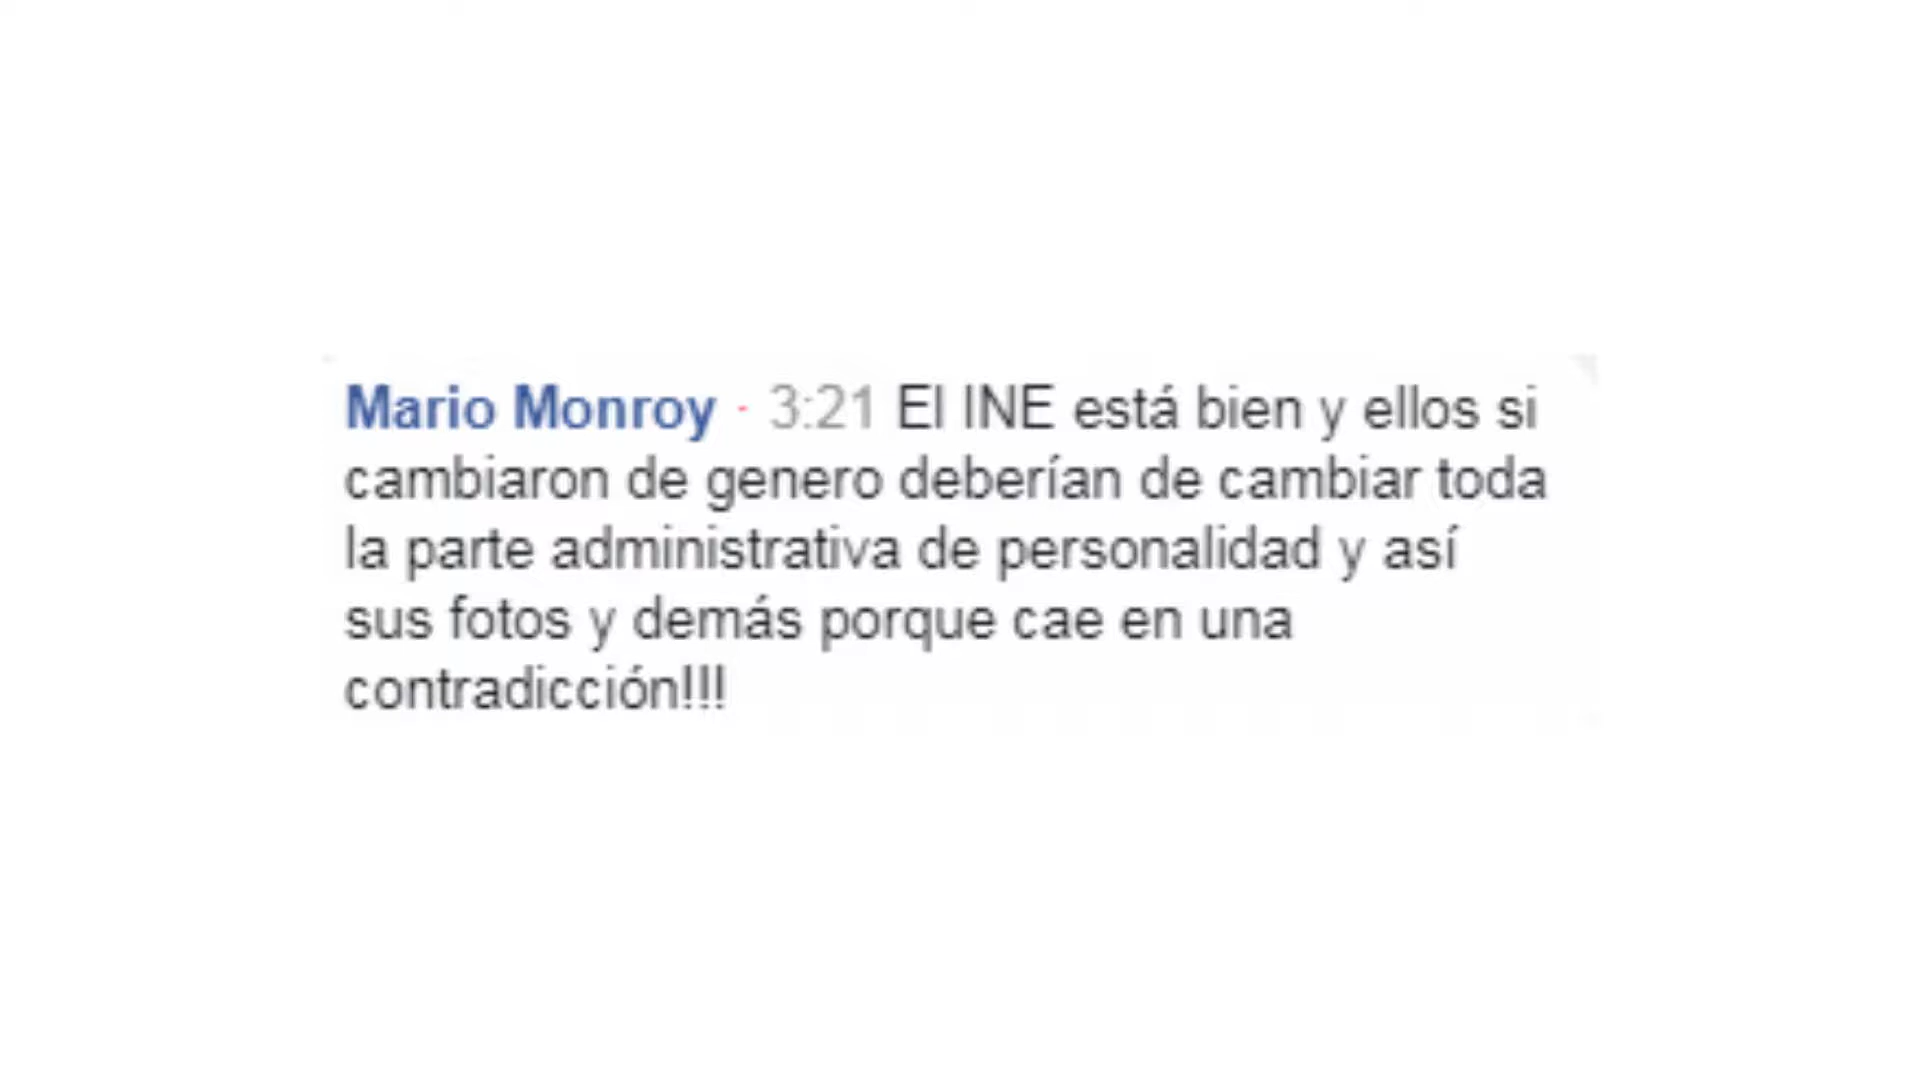 Mario Monroy · 3:21 El INE está bien y ellos si
cambiaron de genero deberían de cambiar toda
la parte administrativa de personalidad y así
sus fotos y demás porque cae en una
contradicción!!!